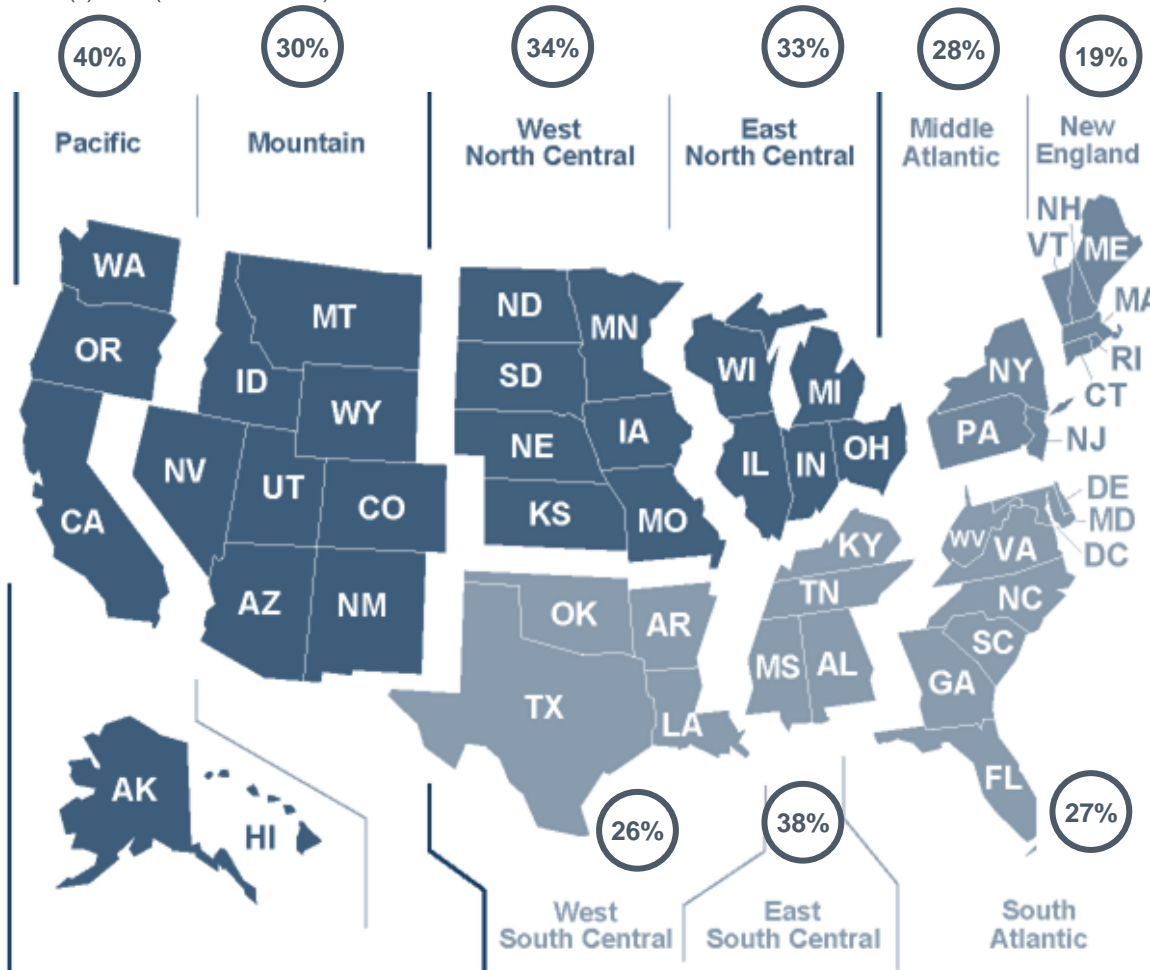 40%
30%
34%
33%
28%
19%
Pacific
Mountain
West
North Central
East
North Central
Middle
Atlantic
New
England
WA
OR
CA
NV
ID
MT
WY
UT
CO
AZ
NM
ND
SD
NE
KS
MN
IA
MO
WI
MI
IL
IN
OH
NY
PA
NH
VT
ME
RI
CT
NJ
DE
MD
DC
WV
VA
NC
SC
GA
FL
KY
TN
MS
AL
OK
AR
TX
LA
AK
HI
26%
38%
27%
West
South Central
East
South Central
South
Atlantic